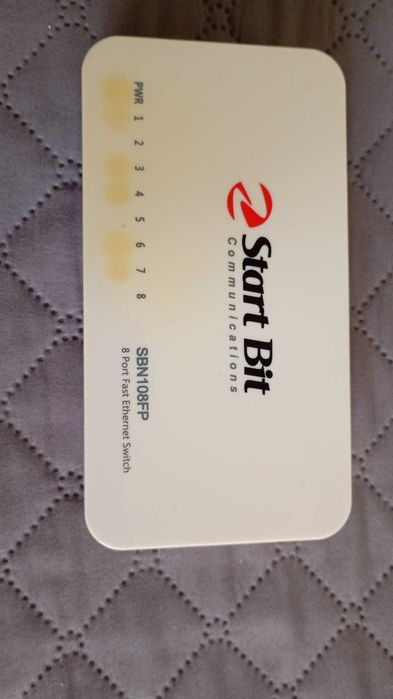 Start Bit
Communications
PWR 1 2 3 4 5 6 7 8
SBN108FP
8 Port Fast Ethernet Switch